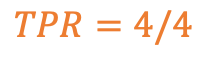 TPR = 4/4